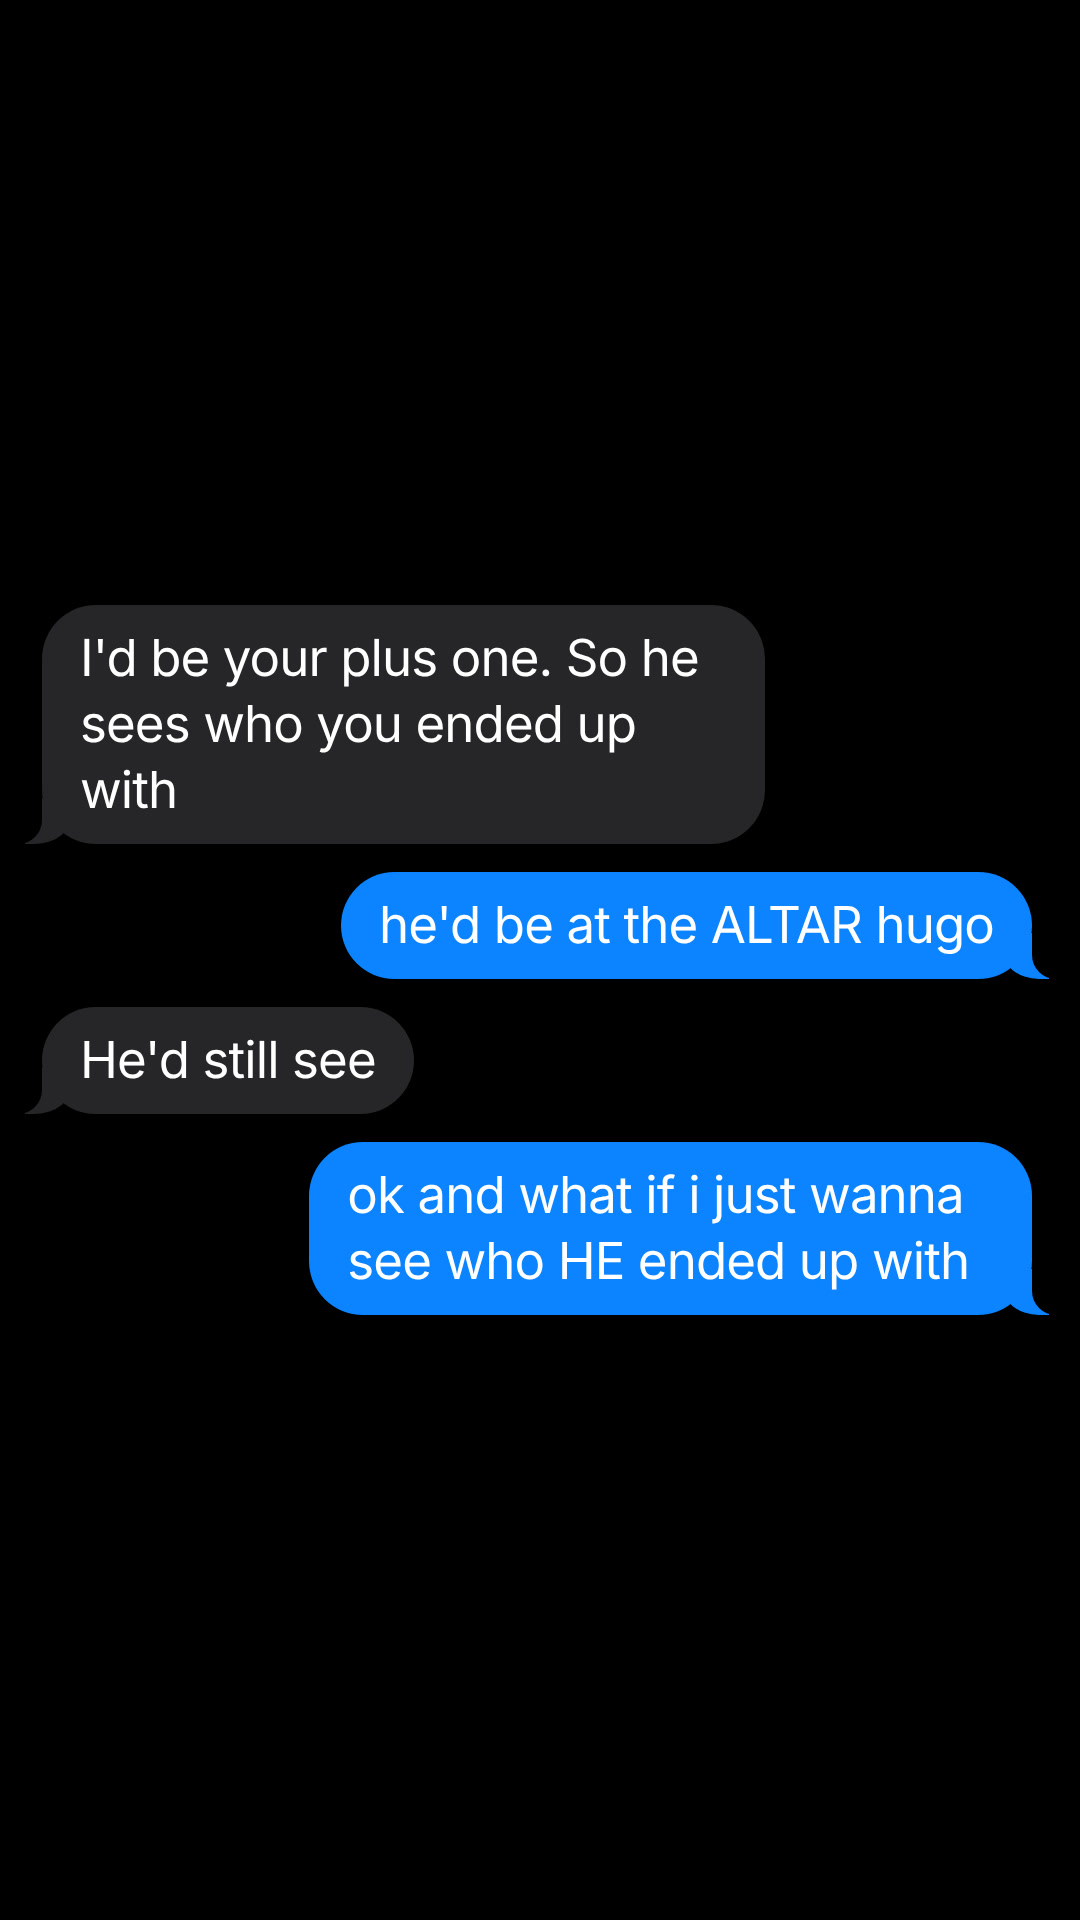 I'd be your plus one. So he
sees who you ended up
with
he'd be at the ALTAR hugo
He'd still see
ok and what if i just wanna
see who HE ended up with